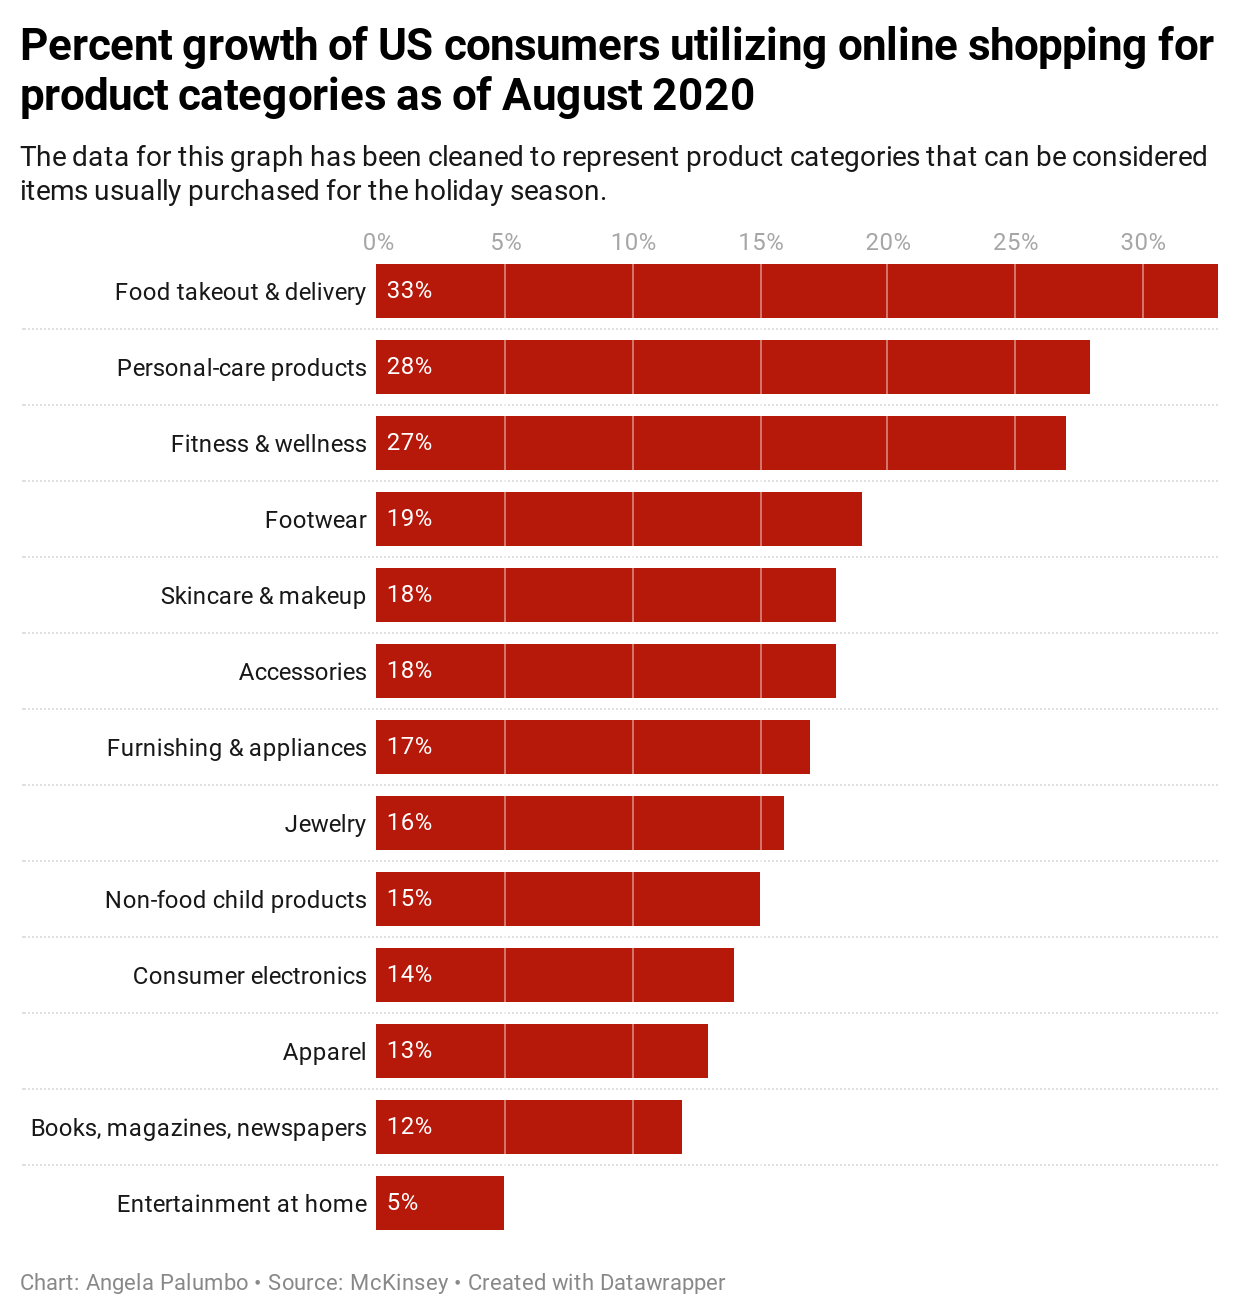 Percent growth of US consumers utilizing online shopping for
product categories as of August 2020
The data for this graph has been cleaned to represent product categories that can be considered
items usually purchased for the holiday season.
0% 5% 10% 15% 20% 25% 30%
Food takeout & delivery 33%
Personal-care products 28%
Fitness & wellness 27%
Footwear 19%
Skincare & makeup 18%
Accessories 18%
Furnishing & appliances 17%
Jewelry 16%
Non-food child products 15%
Consumer electronics 14%
Apparel 13%
Books, magazines, newspapers 12%
Entertainment at home 5%
Chart: Angela Palumbo • Source: McKinsey • Created with Datawrapper